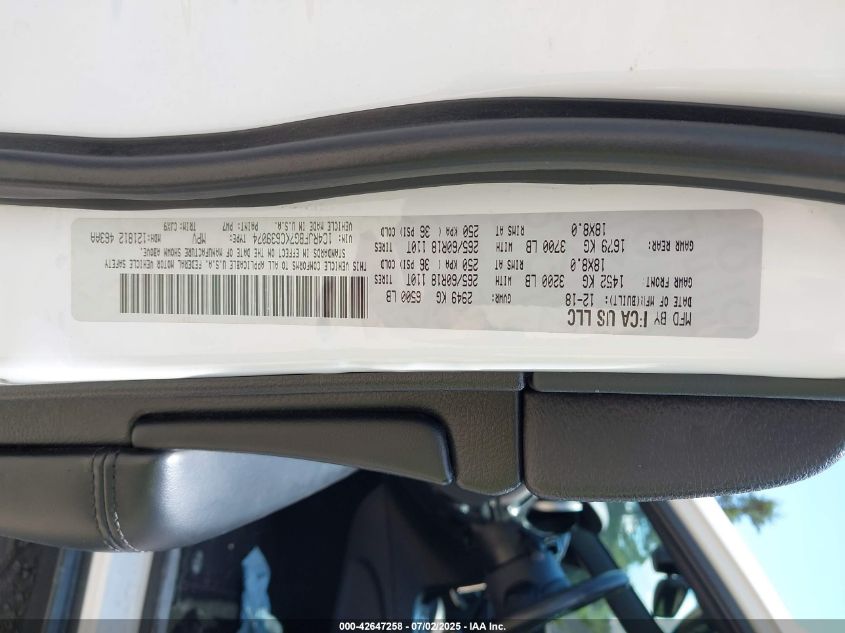 MFD BY FCA US LLC
DATE OF MFR(BUILT): 12-18 GVWR: 2949 KG 6500 LB
GAWR FRONT: 1452 KG 3200 LB WITH 265/60R18 110T TIRES
18X8.0 RIMS AT 250 KPA( 36 PSI)COLD
GAWR REAR: 1679 KG 3700 LB WITH 265/60R18 110T TIRES
18X8.0 RIMS AT 250 KPA( 36 PSI)COLD
THIS VEHICLE CONFORMS TO ALL APPLICABLE U.S.A. FEDERAL MOTOR VEHICLE SAFETY
STANDARDS IN EFFECT ON THE DATE OF MANUFACTURE SHOWN ABOVE.
VIN: 1C4RJFBG7KC639074 TYPE: MPV MDH:121812 463AA
VEHICLE MADE IN U.S.A. PAINT: PW7 TRIM:CJX9
000-42647258 - 07/02/2025 - IAA Inc.